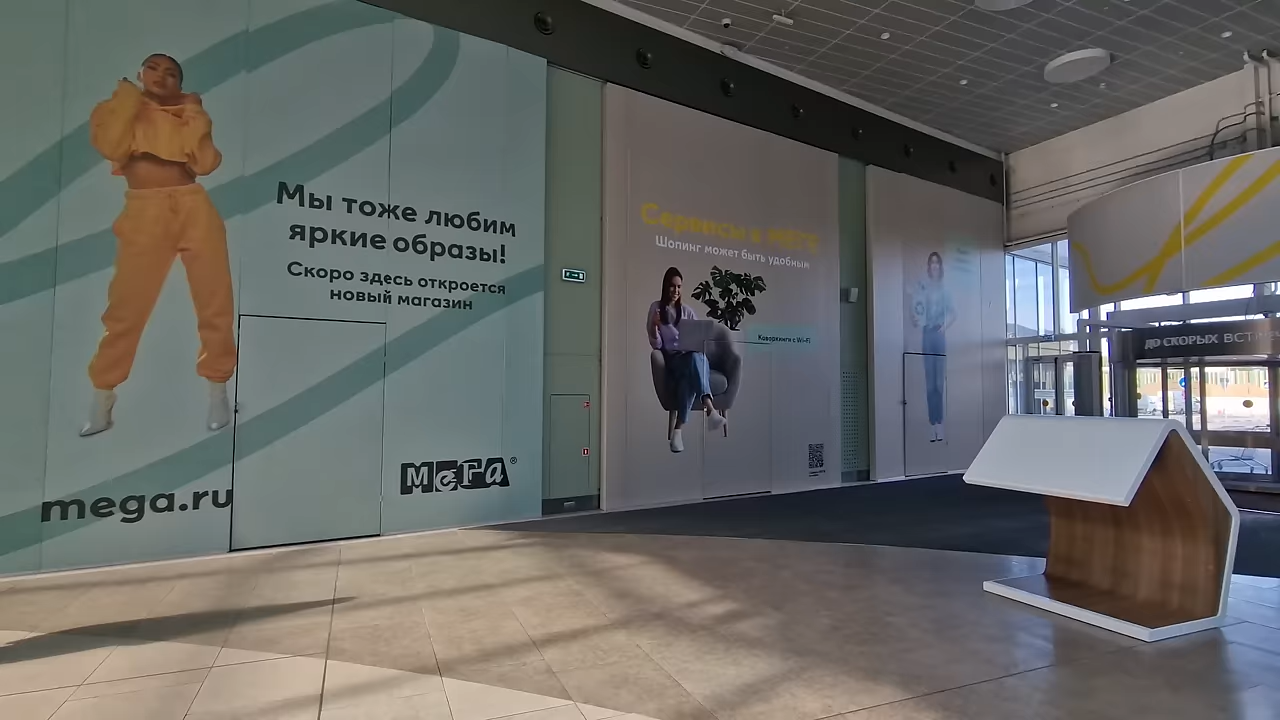 Мы тоже любим
яркие образы!
Скоро здесь откроется
новый магазин
mega.ru
Мега®
Сервисы в МЕГЕ
Шопинг может быть удобным
Коворкинги с Wi-Fi
ДО СКОРЫХ ВСТРЕЧ